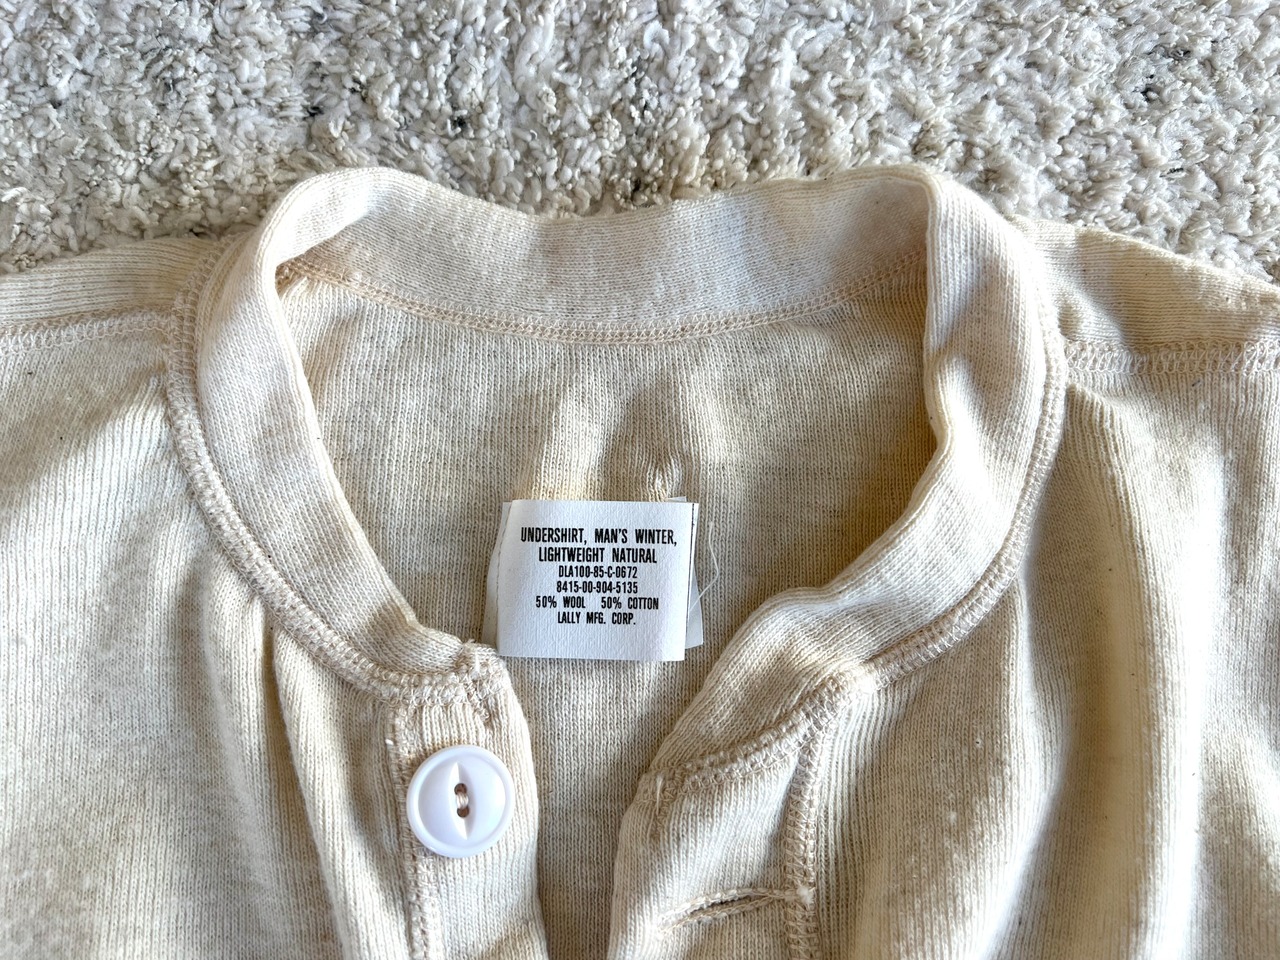 UNDERSHIRT, MAN'S WINTER,
LIGHTWEIGHT NATURAL
DLA100-85-C-0672
8415-00-904-5135
50% WOOL 50% COTTON
LALLY MFG. CORP.